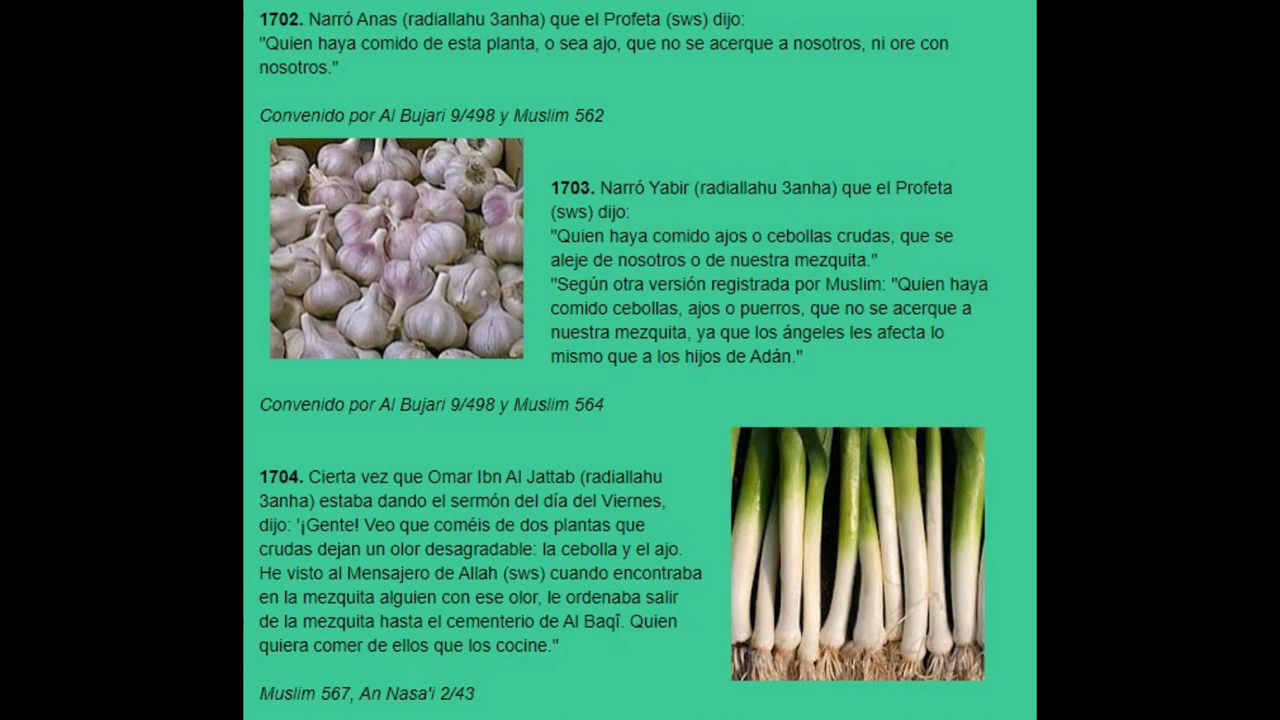 1702. Narró Anas (radiallahu 3anha) que el Profeta (sws) dijo:
"Quien haya comido de esta planta, o sea ajo, que no se acerque a nosotros, ni ore con
nosotros."
Convenido por Al Bujari 9/498 y Muslim 562
1703. Narró Yabir (radiallahu 3anha) que el Profeta
(sws) dijo:
"Quien haya comido ajos o cebollas crudas, que se
aleje de nosotros o de nuestra mezquita."
"Según otra versión registrada por Muslim: "Quien haya
comido cebollas, ajos o puerros, que no se acerque a
nuestra mezquita, ya que los ángeles les afecta lo
mismo que a los hijos de Adán."
Convenido por Al Bujari 9/498 y Muslim 564
1704. Cierta vez que Omar Ibn Al Jattab (radiallahu
3anha) estaba dando el sermón del día del Viernes,
dijo: '¡Gente! Veo que coméis de dos plantas que
crudas dejan un olor desagradable: la cebolla y el ajo.
He visto al Mensajero de Allah (sws) cuando encontraba
en la mezquita alguien con ese olor, le ordenaba salir
de la mezquita hasta el cementerio de Al Baqî. Quien
quiera comer de ellos que los cocine."
Muslim 567, An Nasa'i 2/43